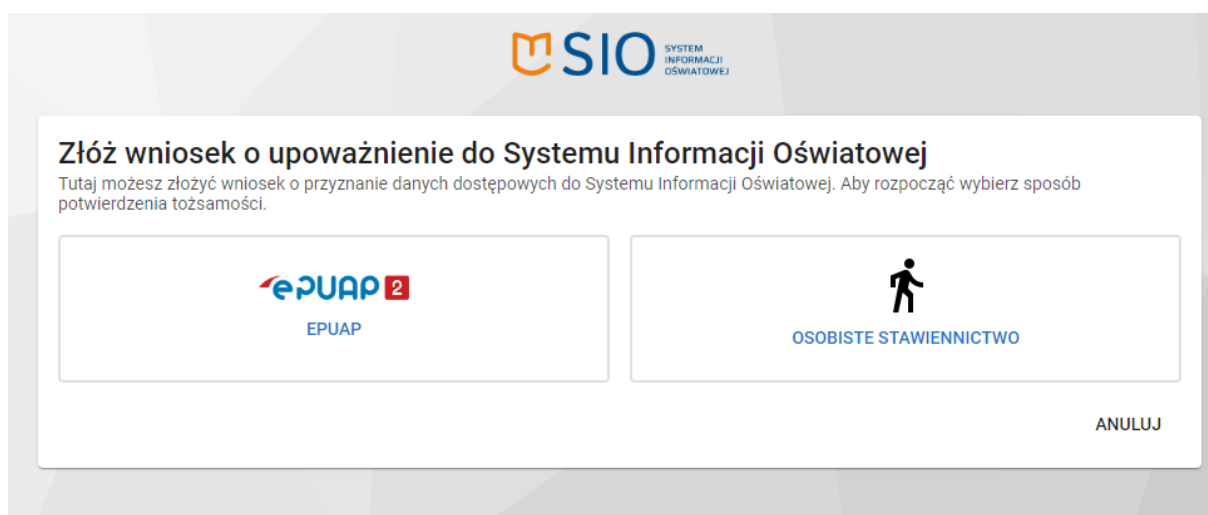 SIO
SYSTEM
INFORMACJI
OŚWIATOWEJ
Złóż wniosek o upoważnienie do Systemu Informacji Oświatowej
Tutaj możesz złożyć wniosek o przyznanie danych dostępowych do Systemu Informacji Oświatowej. Aby rozpocząć wybierz sposób
potwierdzenia tożsamości.
ePUAP 2
EPUAP
OSOBISTE STAWIENNICTWO
ANULUJ